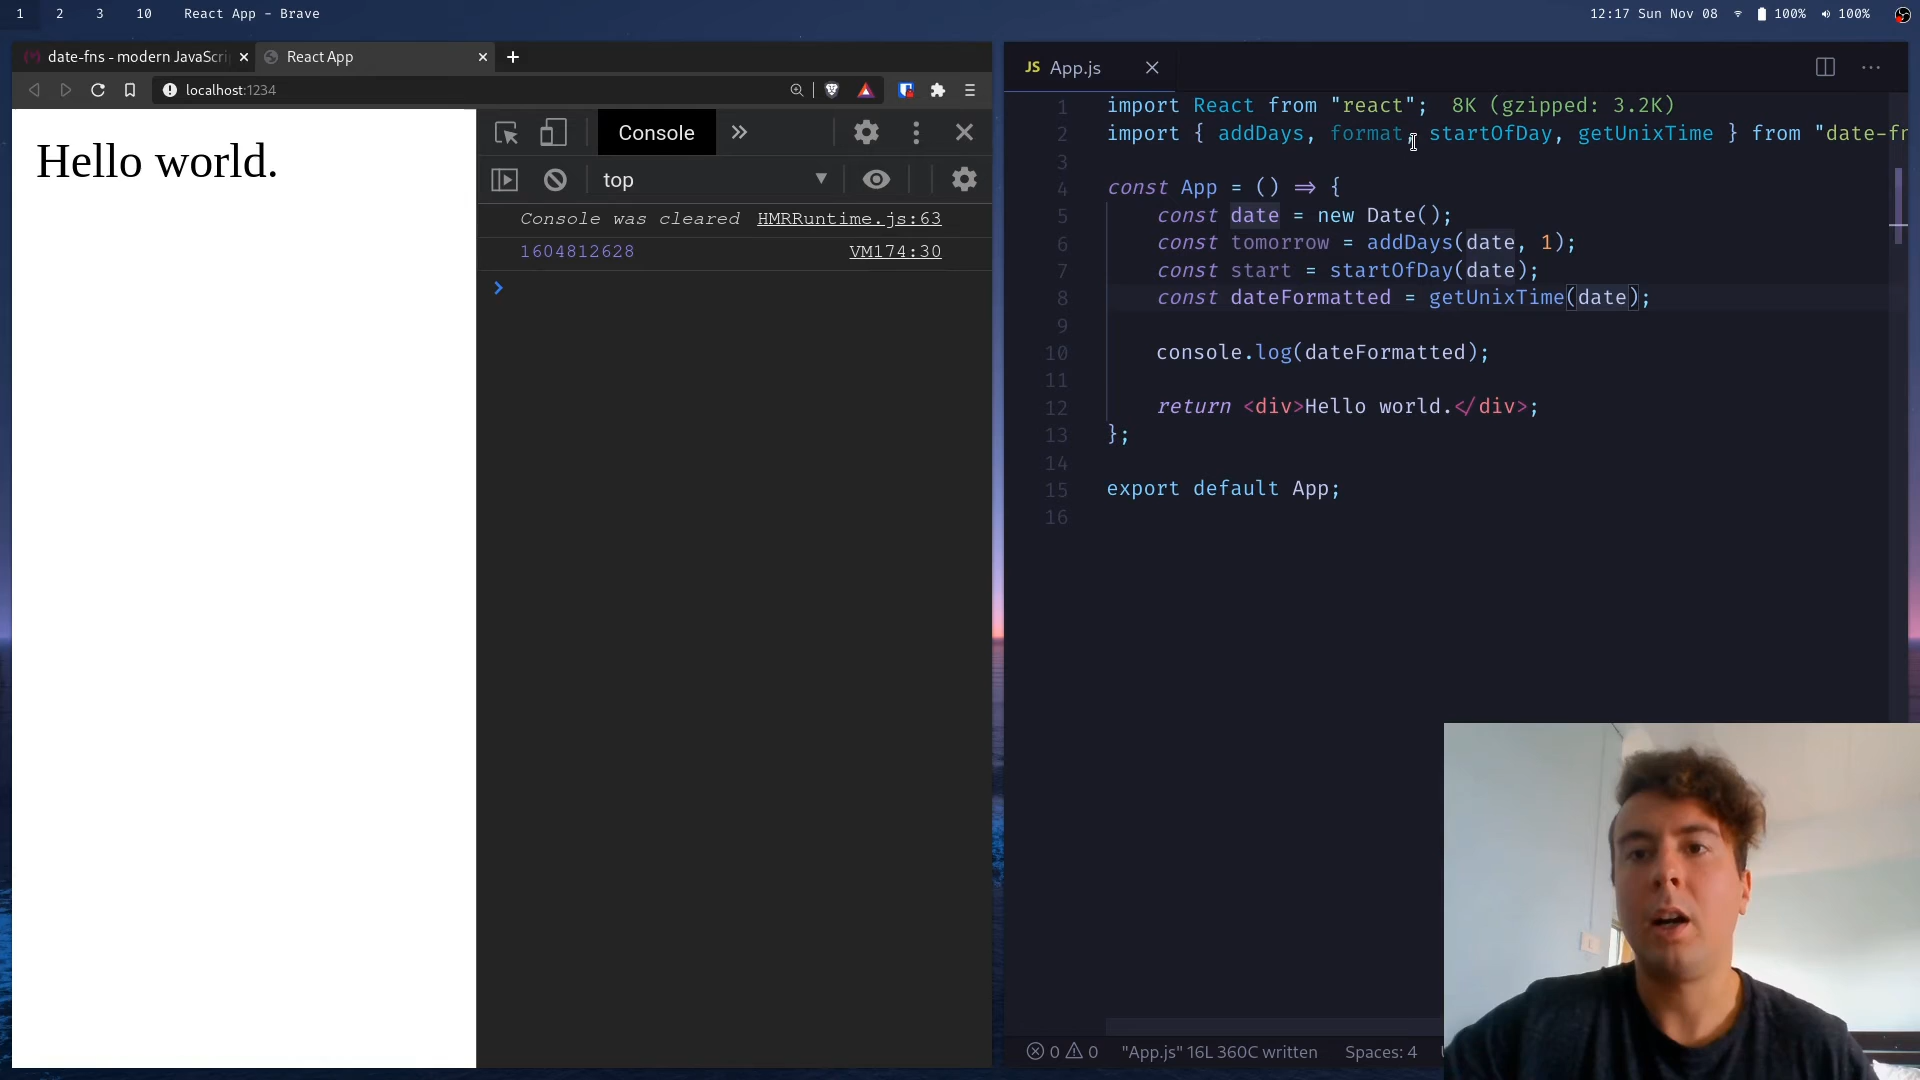 1 2 3 10 React App - Brave
12:17 Sun Nov 08 100% 100%
date-fns - modern JavaScri
React App
localhost:1234
Hello world.
Console
top
Console was cleared HMRRuntime.js:63
1604812628 VM174:30
JS App.js
1 import React from "react"; 8K (gzipped: 3.2K)
2 import { addDays, format, startOfDay, getUnixTime } from "date-fn
3
4 const App = () => {
5 const date = new Date();
6 const tomorrow = addDays(date, 1);
7 const start = startOfDay(date);
8 const dateFormatted = getUnixTime(date);
9
10 console.log(dateFormatted);
11
12 return <div>Hello world.</div>;
13 };
14
15 export default App;
16
0 0 "App.js" 16L 360C written Spaces: 4